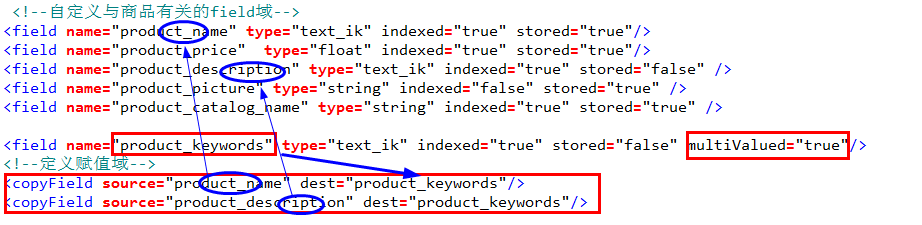 <!--自定义与商品有关的field域-->
<field name="product_name" type="text_ik" indexed="true" stored="true"/>
<field name="product_price"  type="float" indexed="true" stored="true"/>
<field name="product_description" type="text_ik" indexed="true" stored="false" />
<field name="product_picture" type="string" indexed="false" stored="true" />
<field name="product_catalog_name" type="string" indexed="true" stored="true" />
<field name="product_keywords" type="text_ik" indexed="true" stored="false" multiValued="true"/>
<!--定义赋值域-->
<copyField source="product_name" dest="product_keywords"/>
<copyField source="product_description" dest="product_keywords"/>